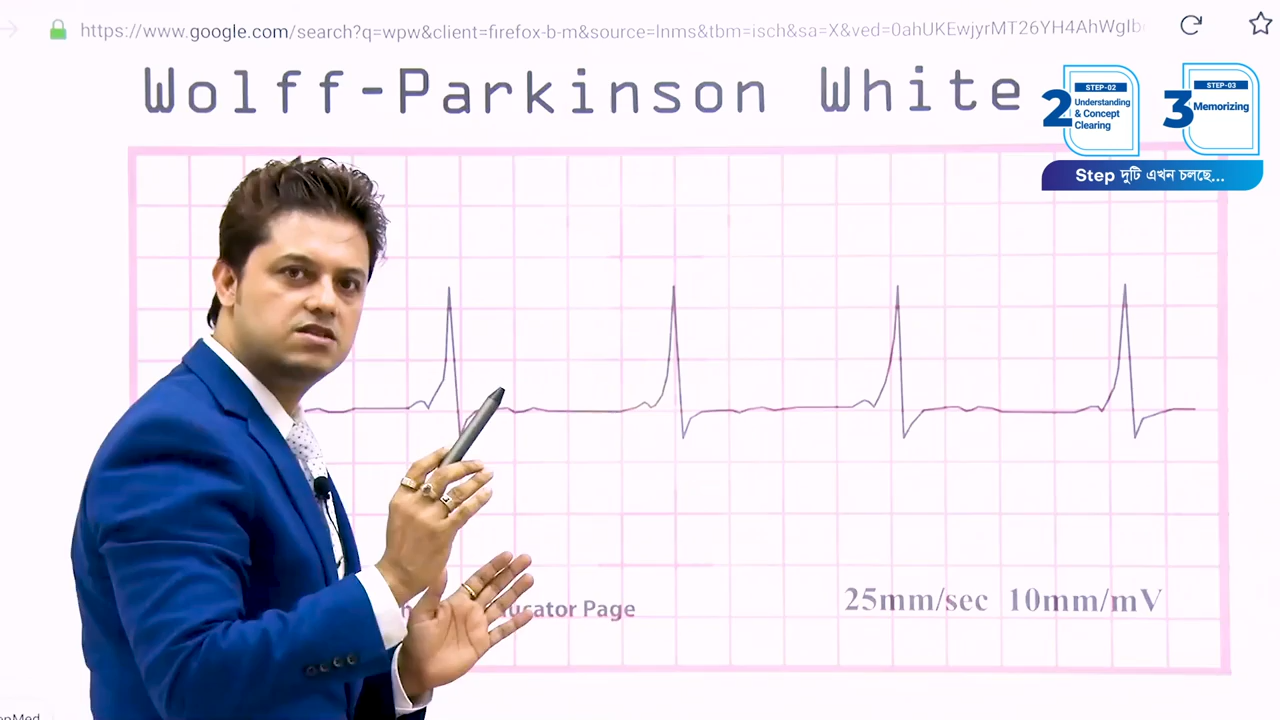 https://www.google.com/search?q=wpw&client=firefox-b-m&source=lnms&tbm=isch&sa=X&ved=0ahUKEwjyrMT26YH4AhWgIb
Wolff-Parkinson White
2
STEP-02
Understanding
& Concept
Clearing
3
STEP-03
Memorizing
Step দুটি এখন চলছে...
Page
25mm/sec 10mm/mV